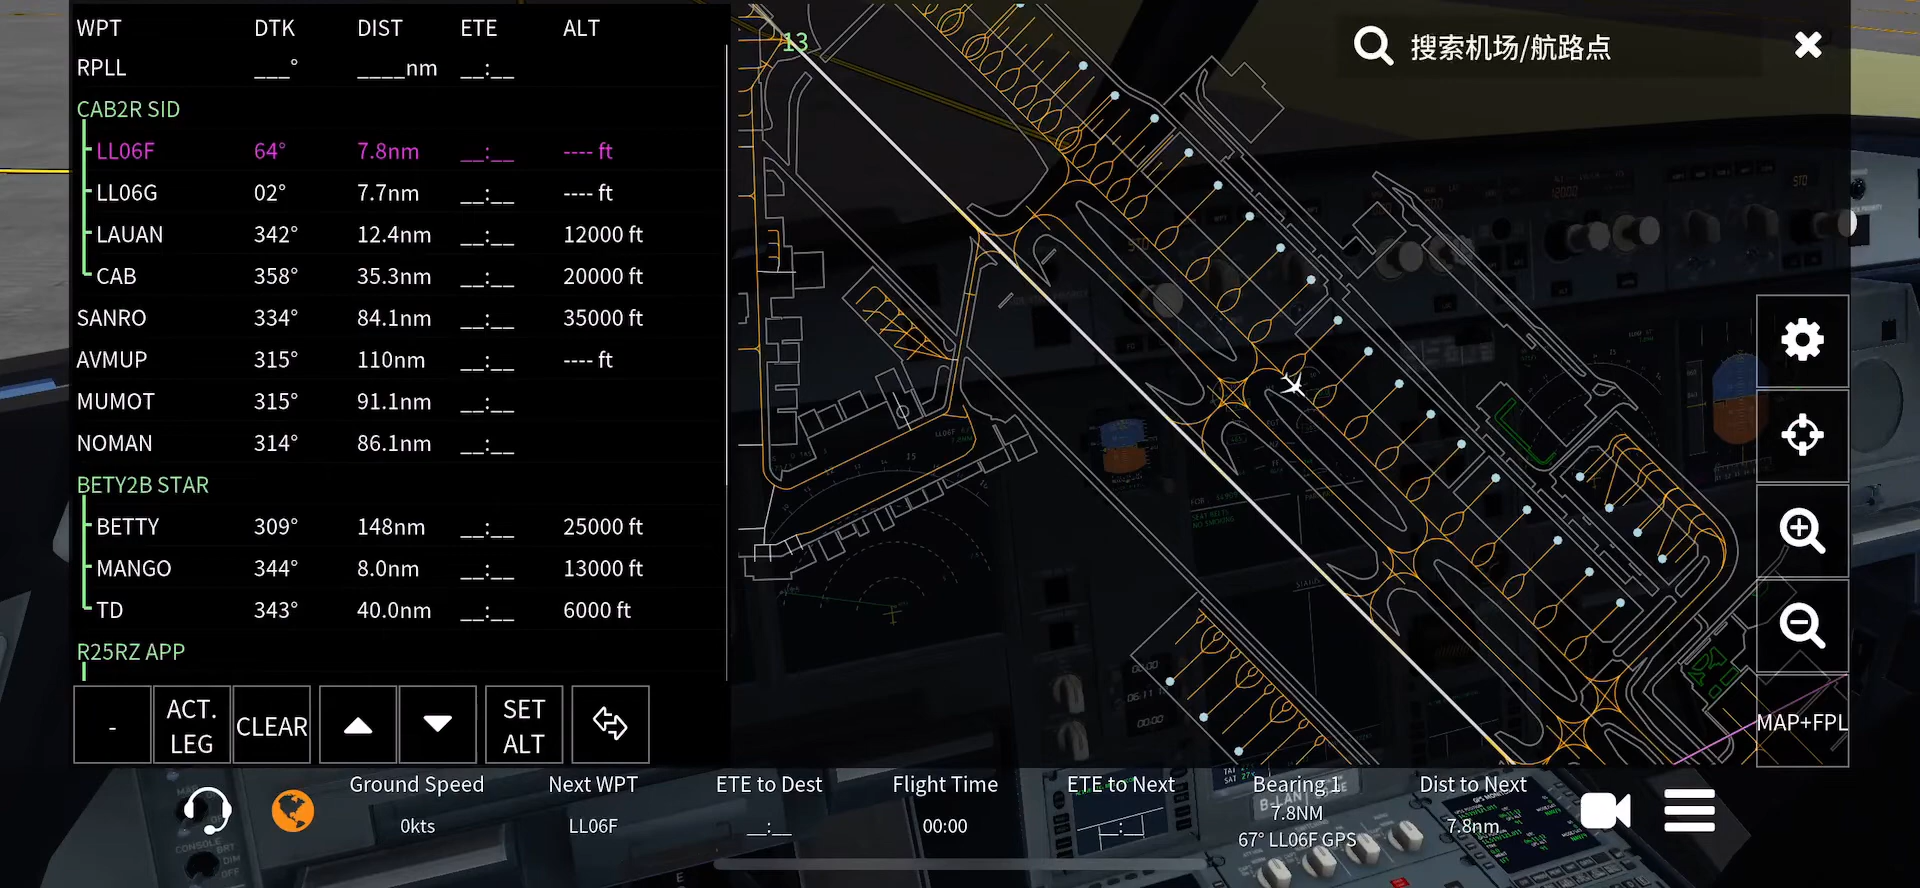 WPT DTK DIST ETE ALT
RPLL ___° ____nm __:__
CAB2R SID
LL06F 64° 7.8nm __:__ ---- ft
LL06G 02° 7.7nm __:__ ---- ft
LAUAN 342° 12.4nm __:__ 12000 ft
CAB 358° 35.3nm __:__ 20000 ft
SANRO 334° 84.1nm __:__ 35000 ft
AVMUP 315° 110nm __:__ ---- ft
MUMOT 315° 91.1nm __:__
NOMAN 314° 86.1nm __:__
BETY2B STAR
BETTY 309° 148nm __:__ 25000 ft
MANGO 344° 8.0nm __:__ 13000 ft
TD 343° 40.0nm __:__ 6000 ft
R25RZ APP
- ACT. LEG CLEAR SET ALT
13
搜索机场/航路点
MAP+FPL
Ground Speed
0kts
Next WPT
LL06F
ETE to Dest
__:__
Flight Time
00:00
ETE to Next
__:__
Bearing 1
7.8NM
67° LL06F GPS
Dist to Next
7.8nm